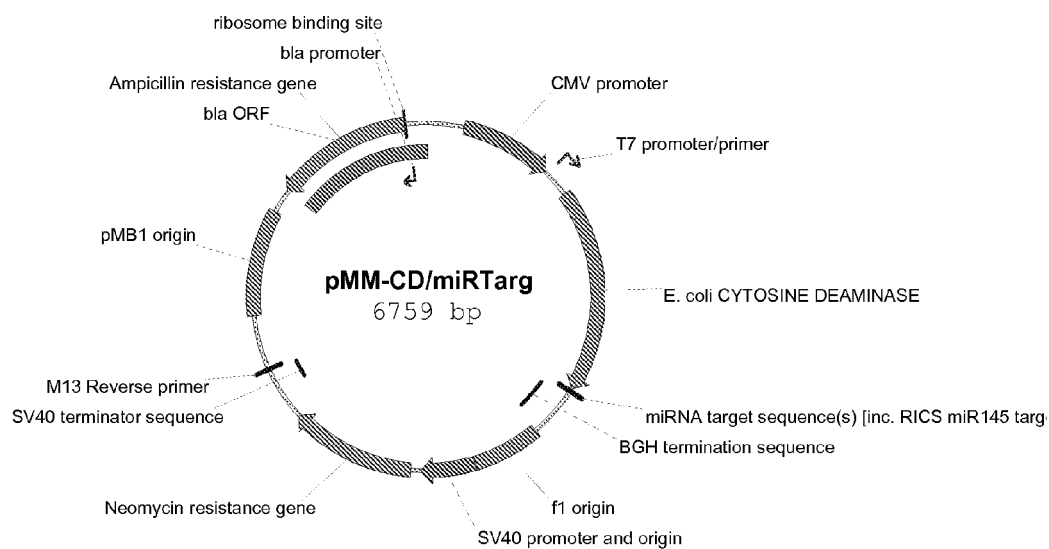 ribosome binding site
bla promoter
Ampicillin resistance gene
bla ORF
CMV promoter
T7 promoter/primer
pMB1 origin
pMM-CD/miRTarg
6759 bp
E. coli CYTOSINE DEAMINASE
M13 Reverse primer
SV40 terminator sequence
miRNA target sequence(s) [inc. RICS miR145 targ
BGH termination sequence
Neomycin resistance gene
f1 origin
SV40 promoter and origin